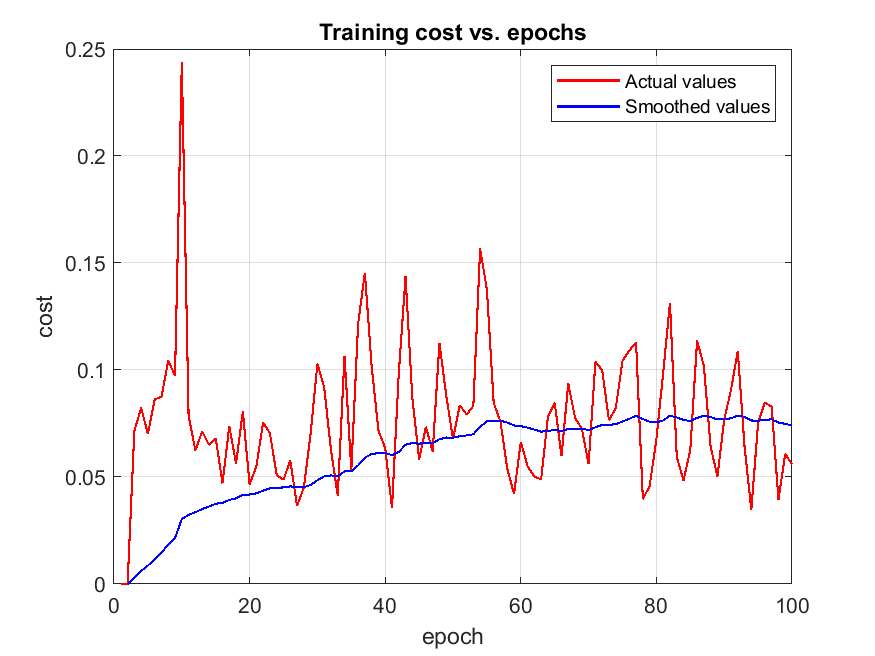 Training cost vs. epochs
0.25
0.2
0.15
0.1
0.05
0
cost
Actual values
Smoothed values
0 20 40 60 80 100
epoch